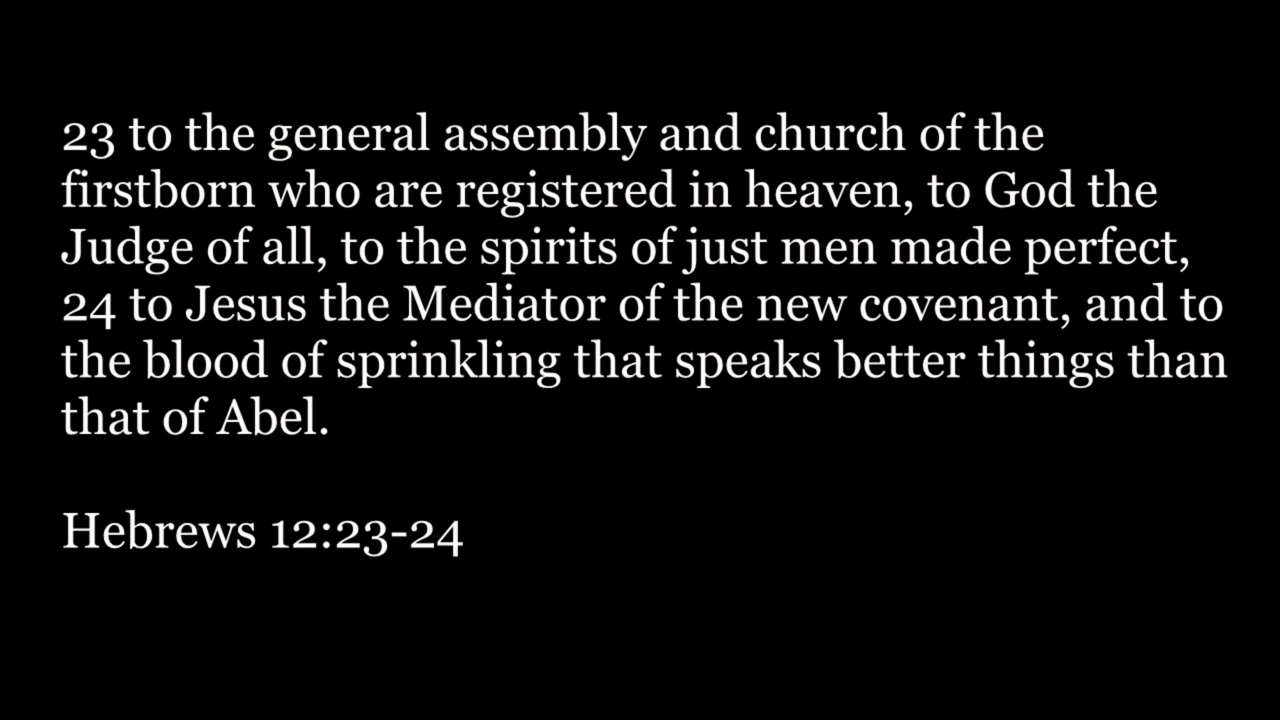 23 to the general assembly and church of the
firstborn who are registered in heaven, to God the
Judge of all, to the spirits of just men made perfect,
24 to Jesus the Mediator of the new covenant, and to
the blood of sprinkling that speaks better things than
that of Abel.
Hebrews 12:23-24